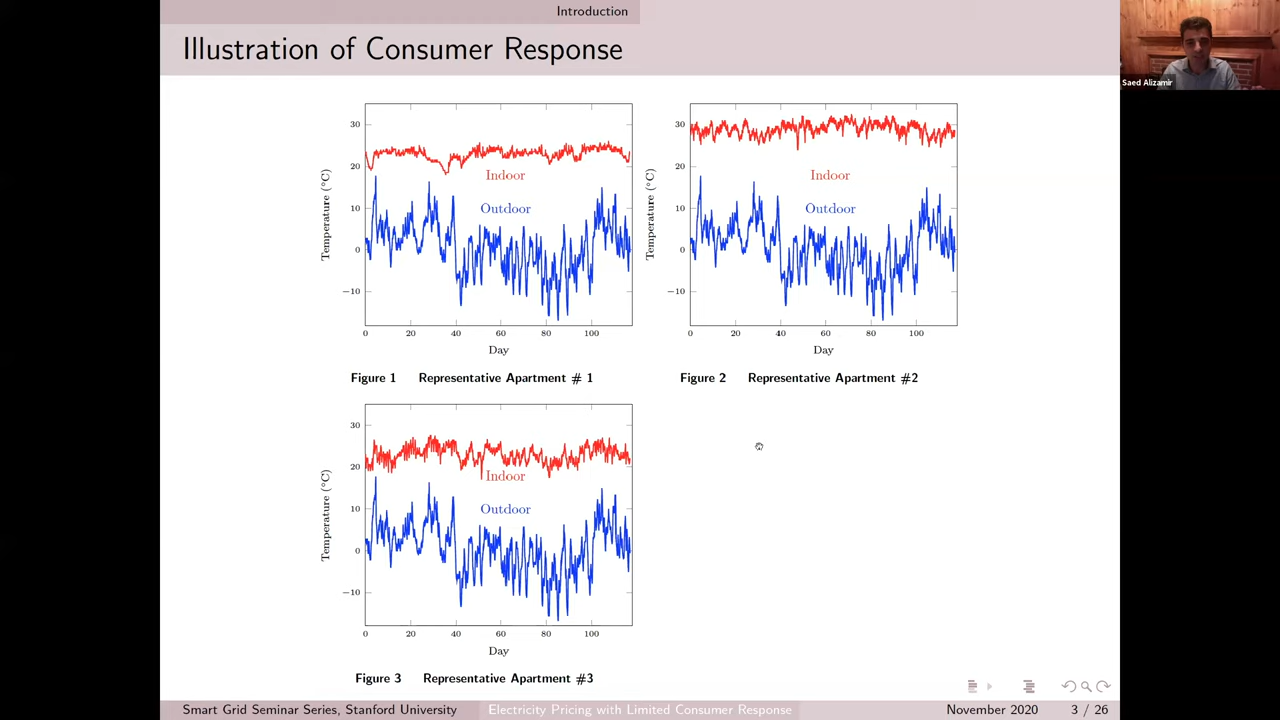 Introduction
Illustration of Consumer Response
Saed Alizamir
30
20
10
0
−10
Temperature (°C)
Indoor
Outdoor
0 20 40 60 80 100
Day
Figure 1 Representative Apartment # 1
30
20
10
0
−10
Temperature (°C)
Indoor
Outdoor
0 20 40 60 80 100
Day
Figure 2 Representative Apartment #2
30
20
10
0
−10
Temperature (°C)
Indoor
Outdoor
0 20 40 60 80 100
Day
Figure 3 Representative Apartment #3
Smart Grid Seminar Series, Stanford University Electricity Pricing with Limited Consumer Response November 2020 3 / 26